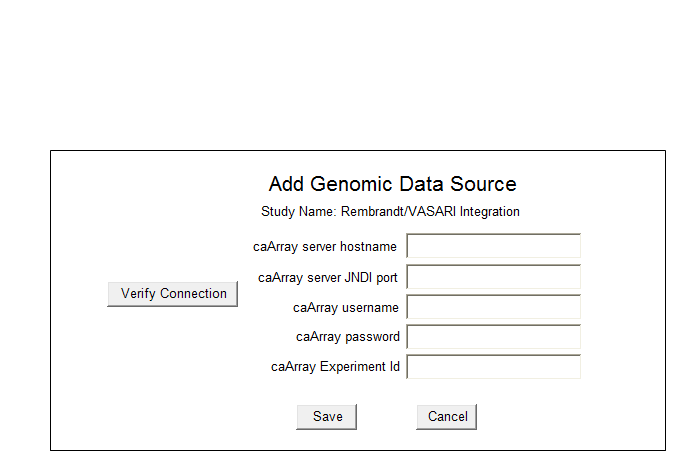 Add Genomic Data Source
Study Name: Rembrandt/VASARI Integration
caArray server hostname
caArray server JNDI port
Verify Connection
caArray username
caArray password
caArray Experiment Id
Save Cancel